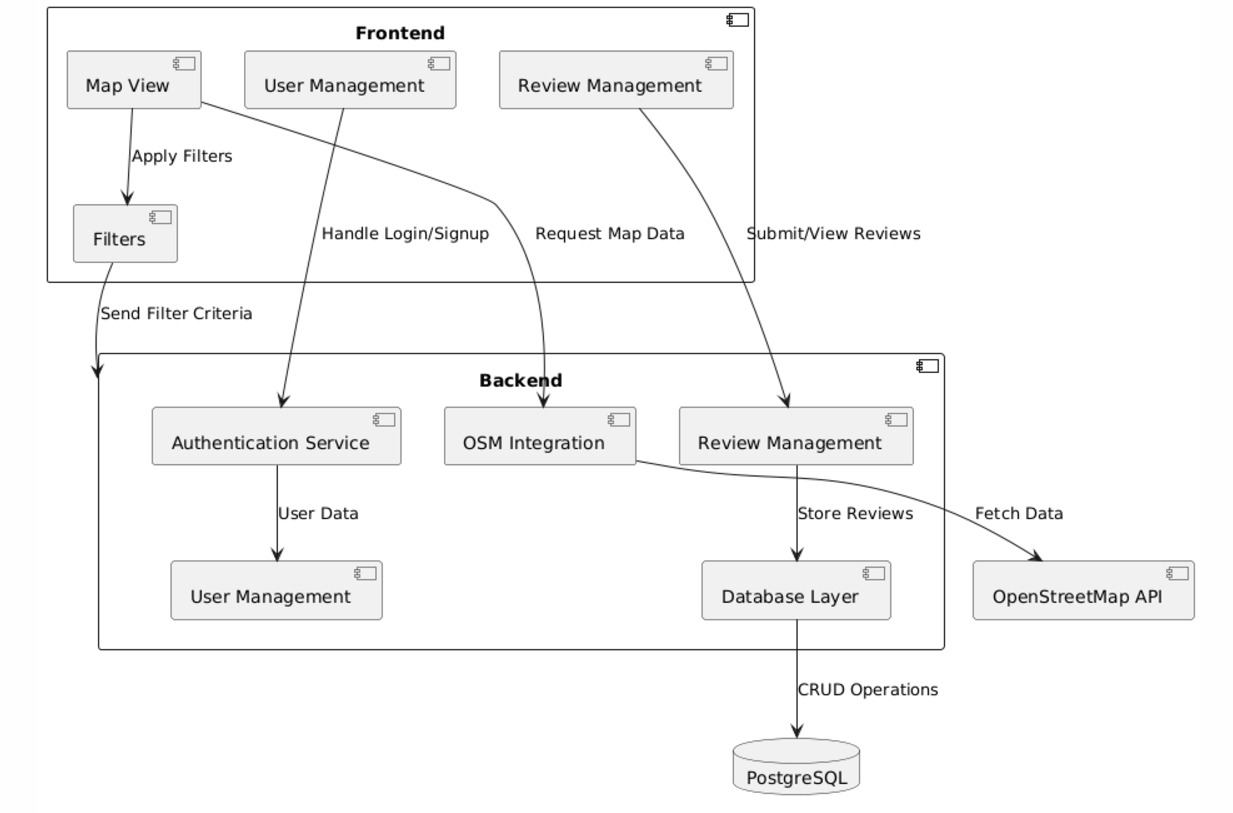 Frontend
Map View
User Management
Review Management
Apply Filters
Filters
Handle Login/Signup
Request Map Data
Submit/View Reviews
Send Filter Criteria
Backend
Authentication Service
OSM Integration
Review Management
User Data
Store Reviews
Fetch Data
User Management
Database Layer
OpenStreetMap API
CRUD Operations
PostgreSQL